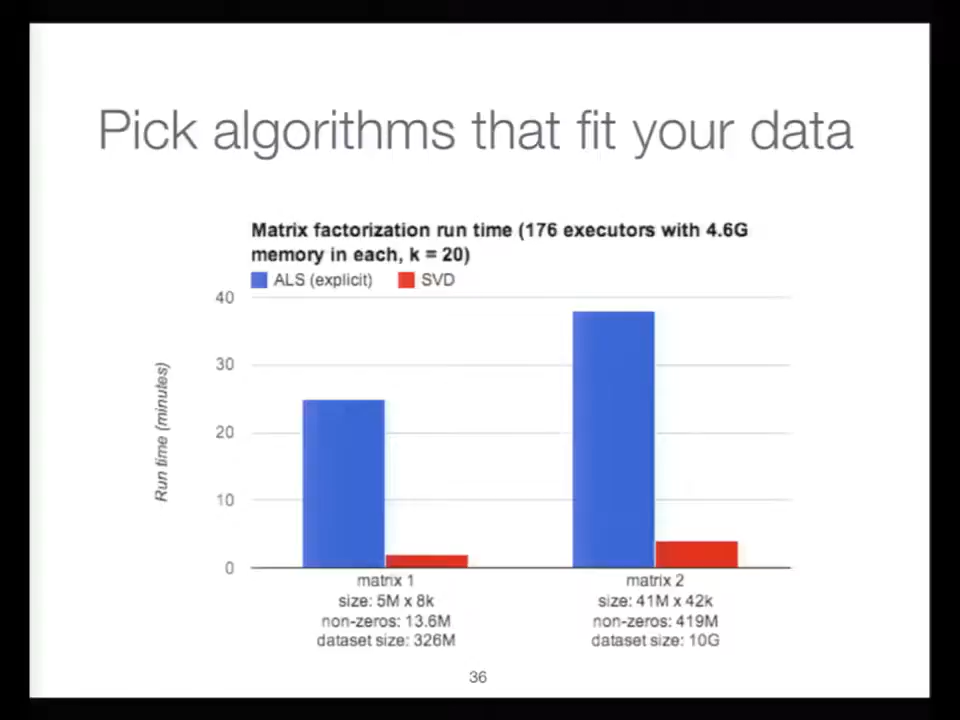 Pick algorithms that fit your data
Matrix factorization run time (176 executors with 4.6G
memory in each, k = 20)
ALS (explicit) SVD
40
30
20
10
0
Run time (minutes)
matrix 1
size: 5M x 8k
non-zeros: 13.6M
dataset size: 326M
matrix 2
size: 41M x 42k
non-zeros: 419M
dataset size: 10G
36